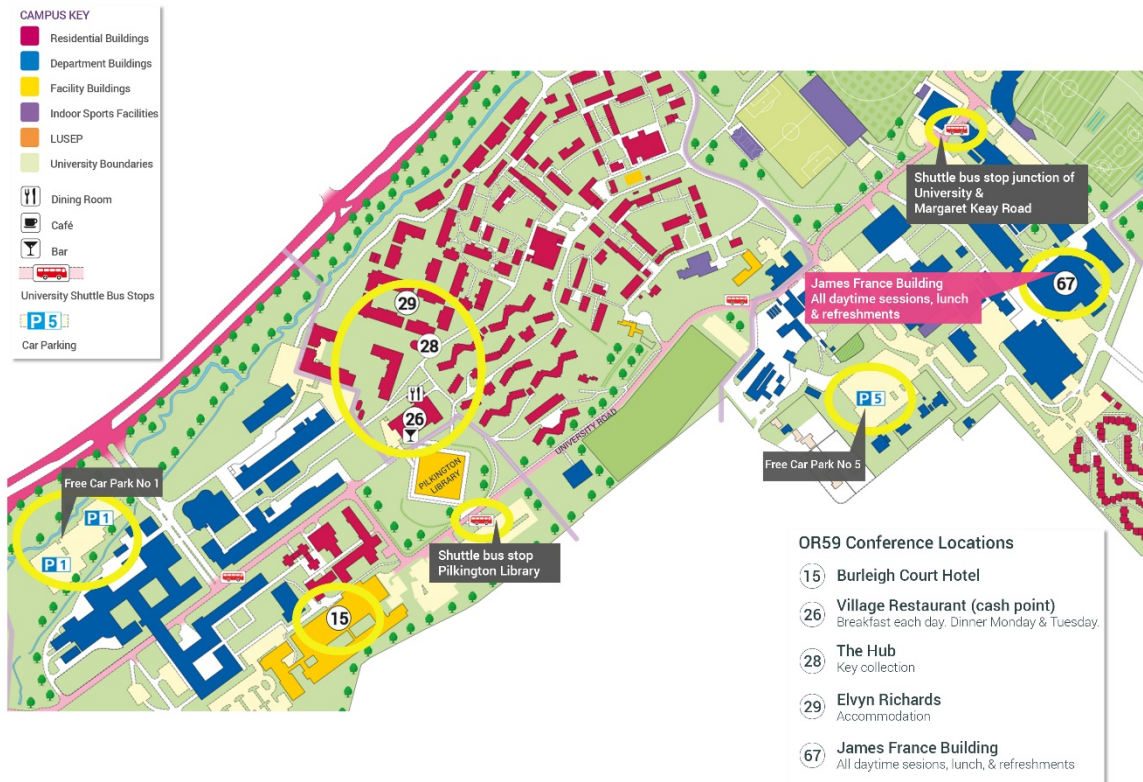 CAMPUS KEY
Residential Buildings
Department Buildings
Facility Buildings
Indoor Sports Facilities
LUSEP
University Boundaries
Dining Room
Café
Bar
University Shuttle Bus Stops
P 5
Car Parking
Shuttle bus stop junction of
University &
Margaret Keay Road
James France Building
All daytime sessions, lunch
& refreshments
67
29
28
26
P 5
UNIVERSITY ROAD
PILKINGTON
LIBRARY
Free Car Park No 5
Free Car Park No 1
P 1
P 1
Shuttle bus stop
Pilkington Library
15
OR59 Conference Locations
15 Burleigh Court Hotel
26 Village Restaurant (cash point)
Breakfast each day. Dinner Monday & Tuesday.
28 The Hub
Key collection
29 Elvyn Richards
Accommodation
67 James France Building
All daytime sesions, lunch, & refreshments